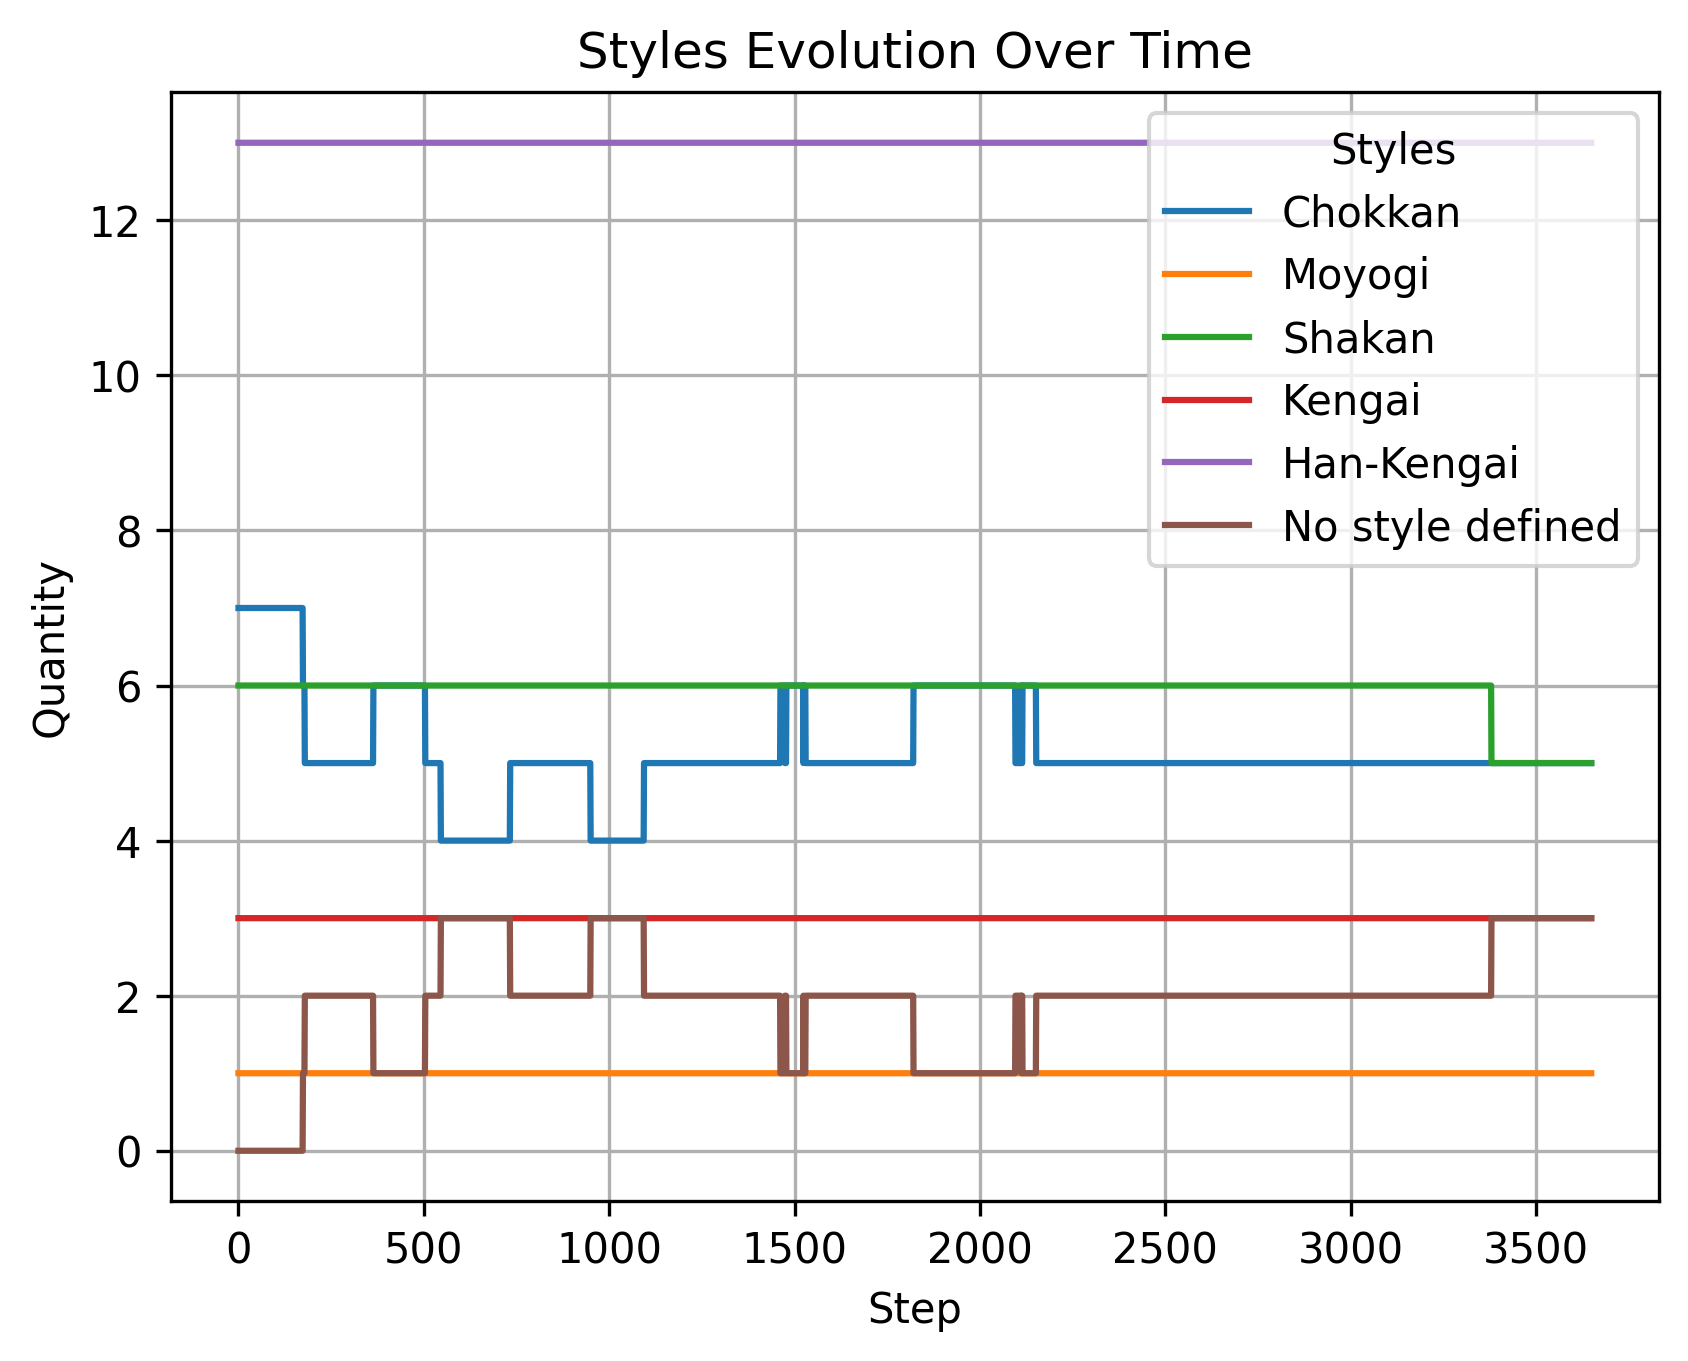 Styles Evolution Over Time
Styles
Chokkan
Moyogi
Shakan
Kengai
Han-Kengai
No style defined
Quantity
12
10
8
6
4
2
0
0 500 1000 1500 2000 2500 3000 3500
Step